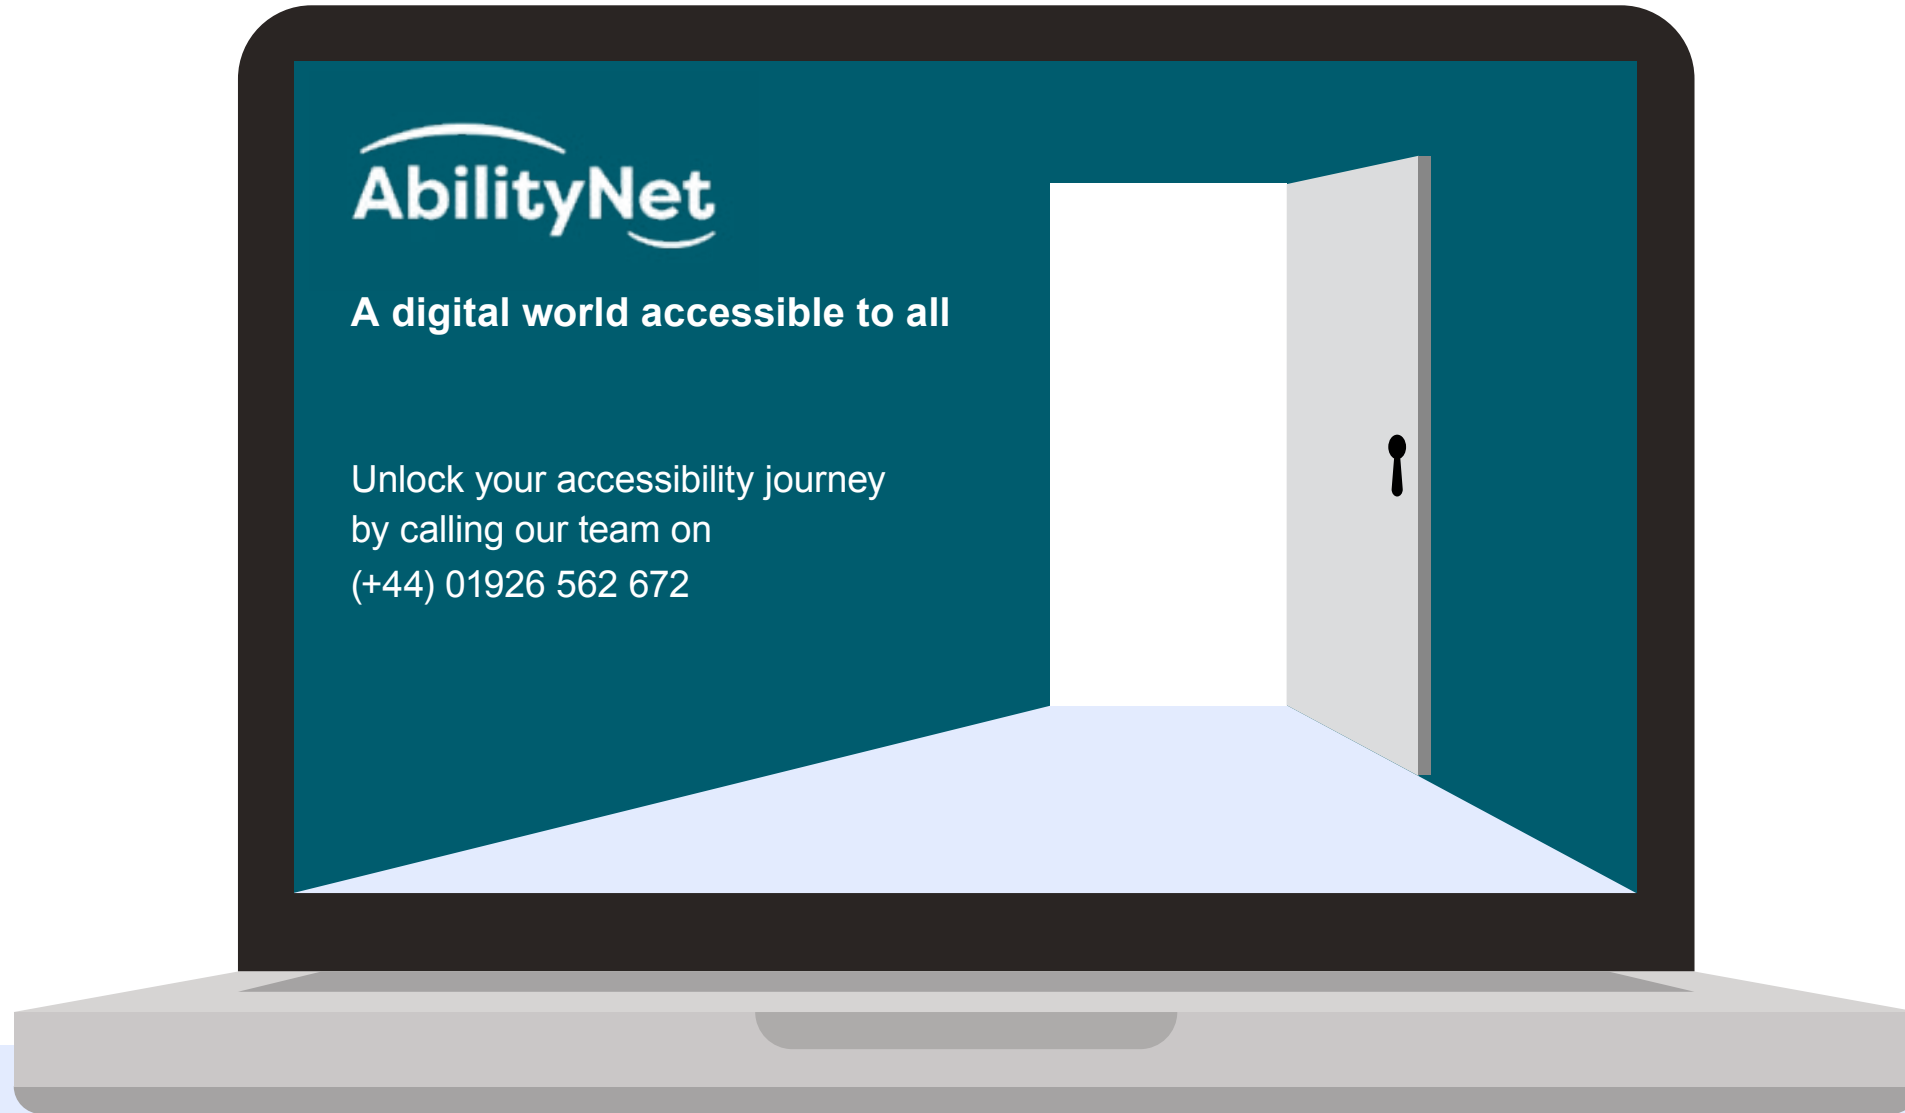 AbilityNet
A digital world accessible to all
Unlock your accessibility journey
by calling our team on
(+44) 01926 562 672